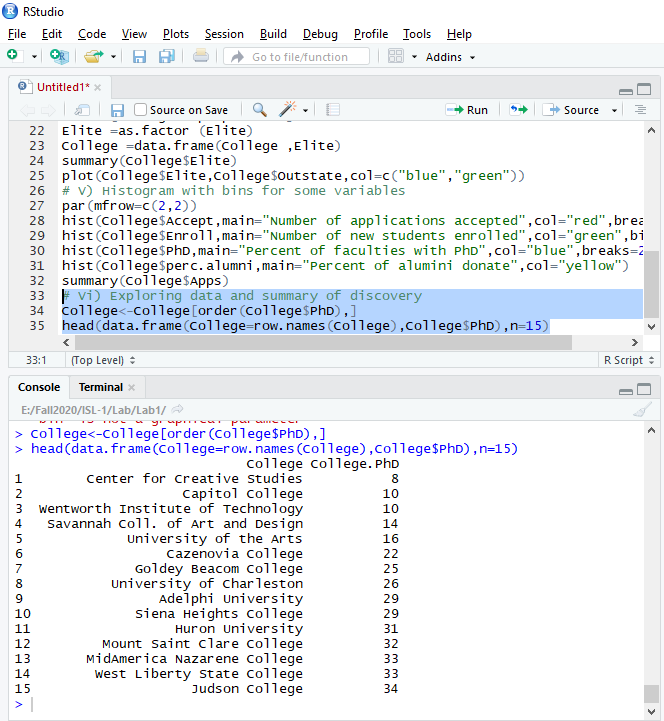 RStudio
File Edit Code View Plots Session Build Debug Profile Tools Help
Go to file/function Addins
Untitled1*
Source on Save Run Source
22 Elite =as.factor (Elite)
23 College =data.frame(College ,Elite)
24 summary(College$Elite)
25 plot(College$Elite,College$Outstate,col=c("blue","green"))
26 # V) Histogram with bins for some variables
27 par(mfrow=c(2,2))
28 hist(College$Accept,main="Number of applications accepted",col="red",brea
29 hist(College$Enroll,main="Number of new students enrolled",col="green",bi
30 hist(College$PhD,main="Percent of faculties with PhD",col="blue",breaks=2
31 hist(College$perc.alumni,main="Percent of alumini donate",col="yellow")
32 summary(College$Apps)
33 # Vi) Exploring data and summary of discovery
34 College<-College[order(College$PhD),]
35 head(data.frame(College=row.names(College),College$PhD),n=15)
33:1 (Top Level) R Script
Console Terminal
E:/Fall2020/ISL-1/Lab/Lab1/
"bin" is not a graphical parameter
> College<-College[order(College$PhD),]
> head(data.frame(College=row.names(College),College$PhD),n=15)
College College.PhD
1 Center for Creative Studies 8
2 Capitol College 10
3 Wentworth Institute of Technology 10
4 Savannah Coll. of Art and Design 14
5 University of the Arts 16
6 Cazenovia College 22
7 Goldey Beacom College 25
8 University of Charleston 26
9 Adelphi University 29
10 Siena Heights College 29
11 Huron University 31
12 Mount Saint Clare College 32
13 MidAmerica Nazarene College 33
14 West Liberty State College 33
15 Judson College 34
>